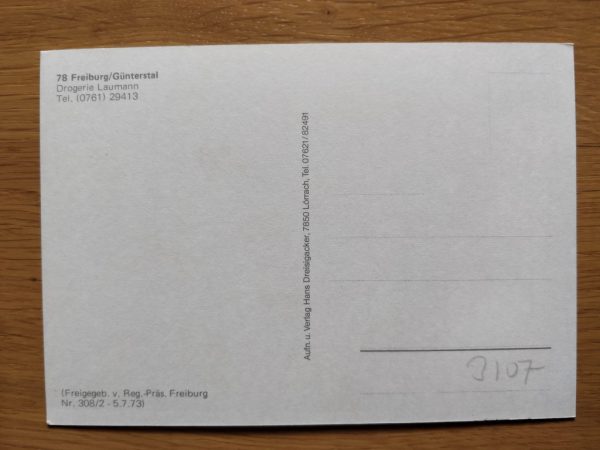 78 Freiburg/Günterstal
Drogerie Laumann
Tel. (0761) 29413
Aufn. u. Verlag Hans Dreisigacker, 7850 Lörrach, Tel. 07621/82491
3107
(Freigegeb. v. Reg.-Präs. Freiburg
Nr. 308/2 - 5.7.73)